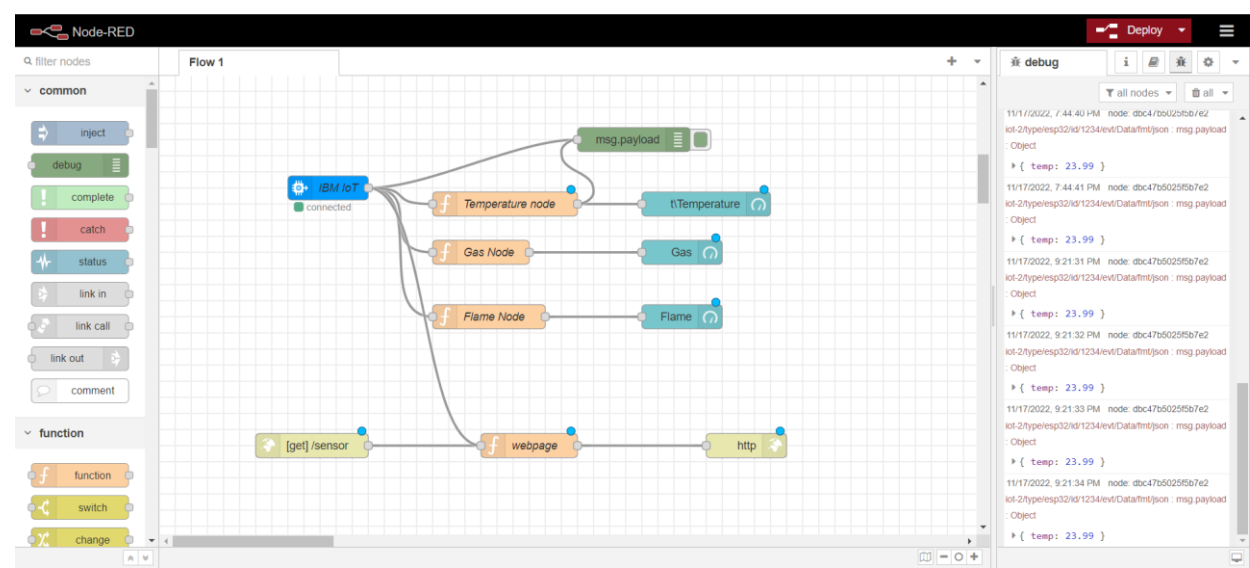 Node-RED
Deploy
filter nodes
common
inject
debug
complete
catch
status
link in
link call
link out
comment
function
function
switch
change
Flow 1
msg.payload
IBM IoT
connected
f Temperature node
t\Temperature
f Gas Node
Gas
f Flame Node
Flame
[get] /sensor
f webpage
http
debug
i
all nodes
all
11/17/2022, 7:44:40 PM node: dbc47b5025f5b7e2
iot-2/type/esp32/id/1234/evt/Data/fmt/json : msg.payload
: Object
{ temp: 23.99 }
11/17/2022, 7:44:41 PM node: dbc47b5025f5b7e2
iot-2/type/esp32/id/1234/evt/Data/fmt/json : msg.payload
: Object
{ temp: 23.99 }
11/17/2022, 9:21:31 PM node: dbc47b5025f5b7e2
iot-2/type/esp32/id/1234/evt/Data/fmt/json : msg.payload
: Object
{ temp: 23.99 }
11/17/2022, 9:21:32 PM node: dbc47b5025f5b7e2
iot-2/type/esp32/id/1234/evt/Data/fmt/json : msg.payload
: Object
{ temp: 23.99 }
11/17/2022, 9:21:33 PM node: dbc47b5025f5b7e2
iot-2/type/esp32/id/1234/evt/Data/fmt/json : msg.payload
: Object
{ temp: 23.99 }
11/17/2022, 9:21:34 PM node: dbc47b5025f5b7e2
iot-2/type/esp32/id/1234/evt/Data/fmt/json : msg.payload
: Object
{ temp: 23.99 }